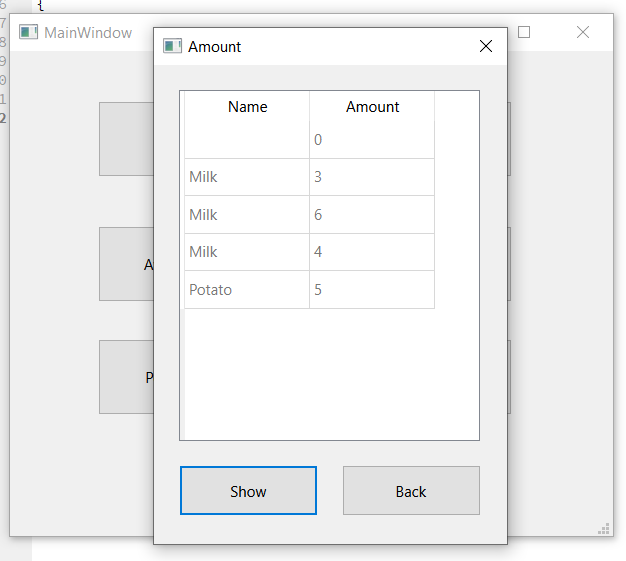 {
MainWindow
Amount
Name Amount
0
Milk 3
Milk 6
Milk 4
Potato 5
A
P
Show Back